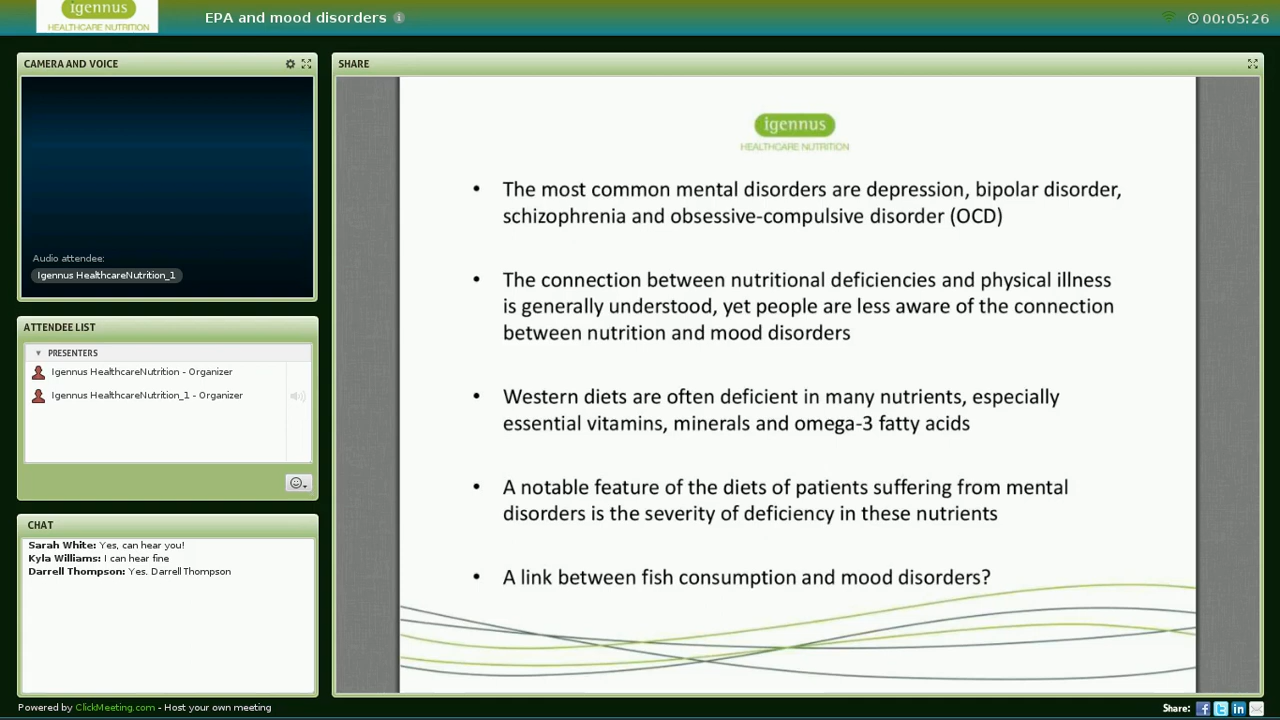 igennus
HEALTHCARE NUTRITION
EPA and mood disorders
00:05:26
CAMERA AND VOICE
Audio attendee:
Igennus HealthcareNutrition_1
ATTENDEE LIST
PRESENTERS
Igennus HealthcareNutrition - Organizer
Igennus HealthcareNutrition_1 - Organizer
CHAT
Sarah White: Yes, can hear you!
Kyla Williams: I can hear fine
Darrell Thompson: Yes. Darrell Thompson
SHARE
igennus
HEALTHCARE NUTRITION
• The most common mental disorders are depression, bipolar disorder,
schizophrenia and obsessive-compulsive disorder (OCD)
• The connection between nutritional deficiencies and physical illness
is generally understood, yet people are less aware of the connection
between nutrition and mood disorders
• Western diets are often deficient in many nutrients, especially
essential vitamins, minerals and omega-3 fatty acids
• A notable feature of the diets of patients suffering from mental
disorders is the severity of deficiency in these nutrients
• A link between fish consumption and mood disorders?
Powered by ClickMeeting.com - Host your own meeting
Share: